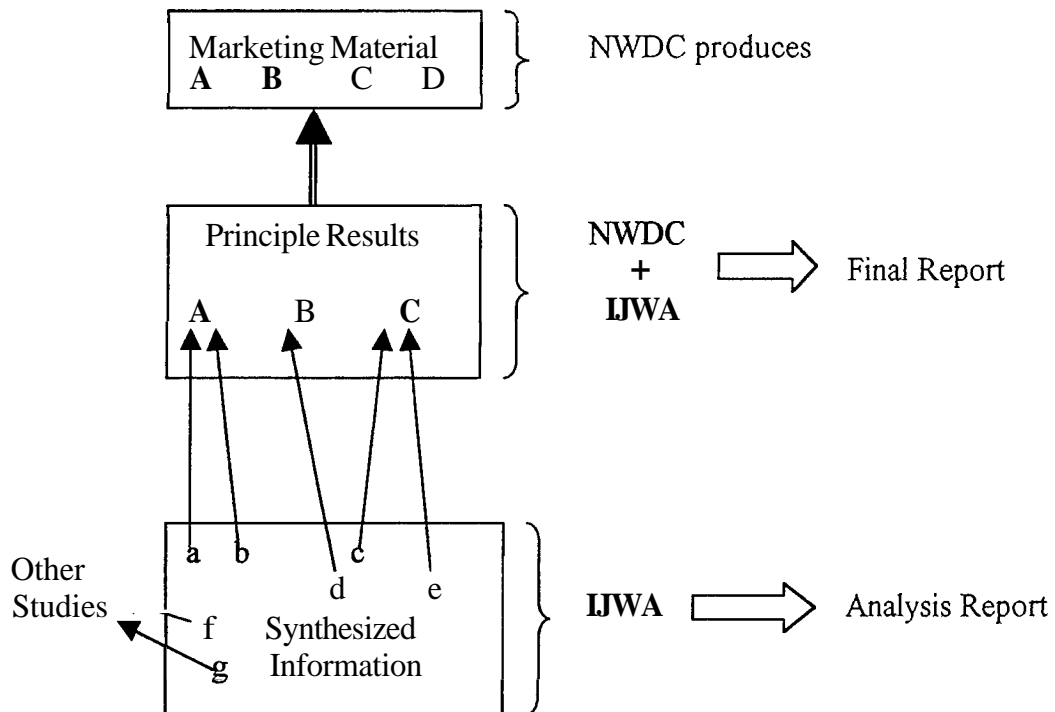 Marketing Material
A B C D
NWDC produces
Principle Results
A B C
NWDC
+
IJWA
Final Report
a b c
d e
Other
Studies
f Synthesized
g Information
IJWA
Analysis Report